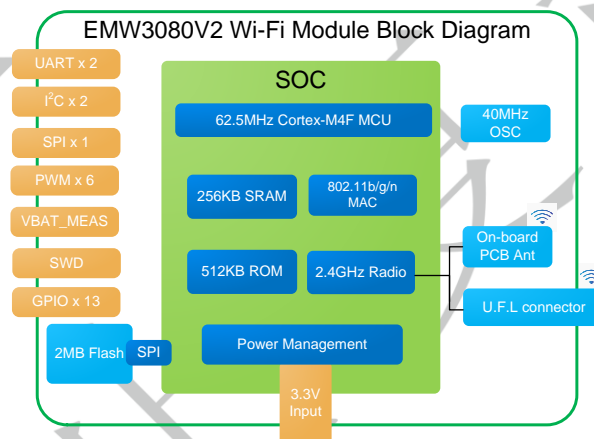 EMW3080V2 Wi-Fi Module Block Diagram
UART x 2
I²C x 2
SPI x 1
PWM x 6
VBAT_MEAS
SWD
GPIO x 13
2MB Flash
SPI
SOC
62.5MHz Cortex-M4F MCU
256KB SRAM
802.11b/g/n
MAC
512KB ROM
2.4GHz Radio
Power Management
3.3V
Input
40MHz
OSC
On-board
PCB Ant
U.F.L connector